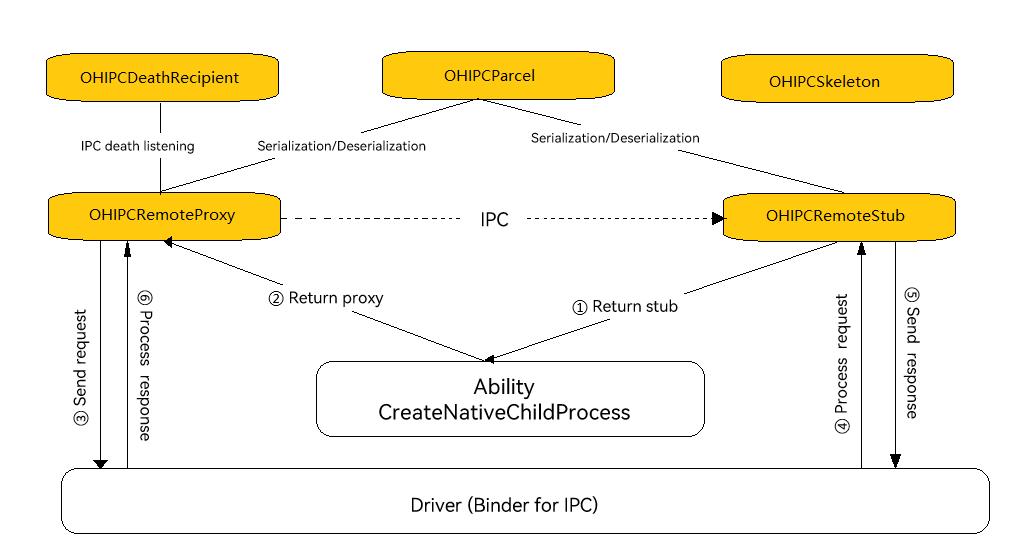 OHIPCDeathRecipient
OHIPCParcel
OHIPCSkeleton
IPC death listening
Serialization/Deserialization
Serialization/Deserialization
OHIPCRemoteProxy
IPC
OHIPCRemoteStub
② Return proxy
① Return stub
③ Send request
⑥ Process response
④ Process request
⑤ Send response
Ability
CreateNativeChildProcess
Driver (Binder for IPC)